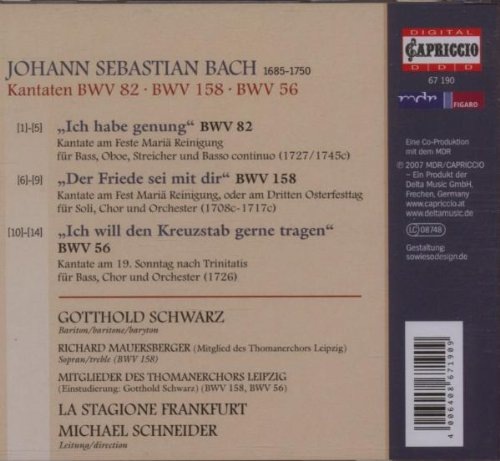 JOHANN SEBASTIAN BACH 1685-1750
Kantaten BWV 82 · BWV 158 · BWV 56
[1]-[5] „Ich habe genung“ BWV 82
Kantate am Feste Mariä Reinigung
für Bass, Oboe, Streicher und Basso continuo (1727/1745c)
[6]-[9] „Der Friede sei mit dir“ BWV 158
Kantate am Fest Mariä Reinigung, oder am Dritten Osterfesttag
für Soli, Chor und Orchester (1708c-1717c)
[10]-[14] „Ich will den Kreuzstab gerne tragen“
BWV 56
Kantate am 19. Sonntag nach Trinitatis
für Bass, Chor und Orchester (1726)
GOTTHOLD SCHWARZ
Bariton/baritone/baryton
RICHARD MAUERSBERGER (Mitglied des Thomanerchors Leipzig)
Sopran/treble (BWV 158)
MITGLIEDER DES THOMANERCHORS LEIPZIG
(Einstudierung: Gotthold Schwarz) (BWV 158, BWV 56)
LA STAGIONE FRANKFURT
MICHAEL SCHNEIDER
Leitung/direction
DIGITAL
CAPRICCIO
D D D
67 190
mdr FIGARO
Eine Co-Produktion
mit dem MDR
℗ 2007 MDR/CAPRICCIO
– Ein Produkt der
Delta Music GmbH,
Frechen, Germany
www.capriccio.at
www.deltamusic.de
LC 08748
Gestaltung:
sowiesodesign.de
4 006408 671909